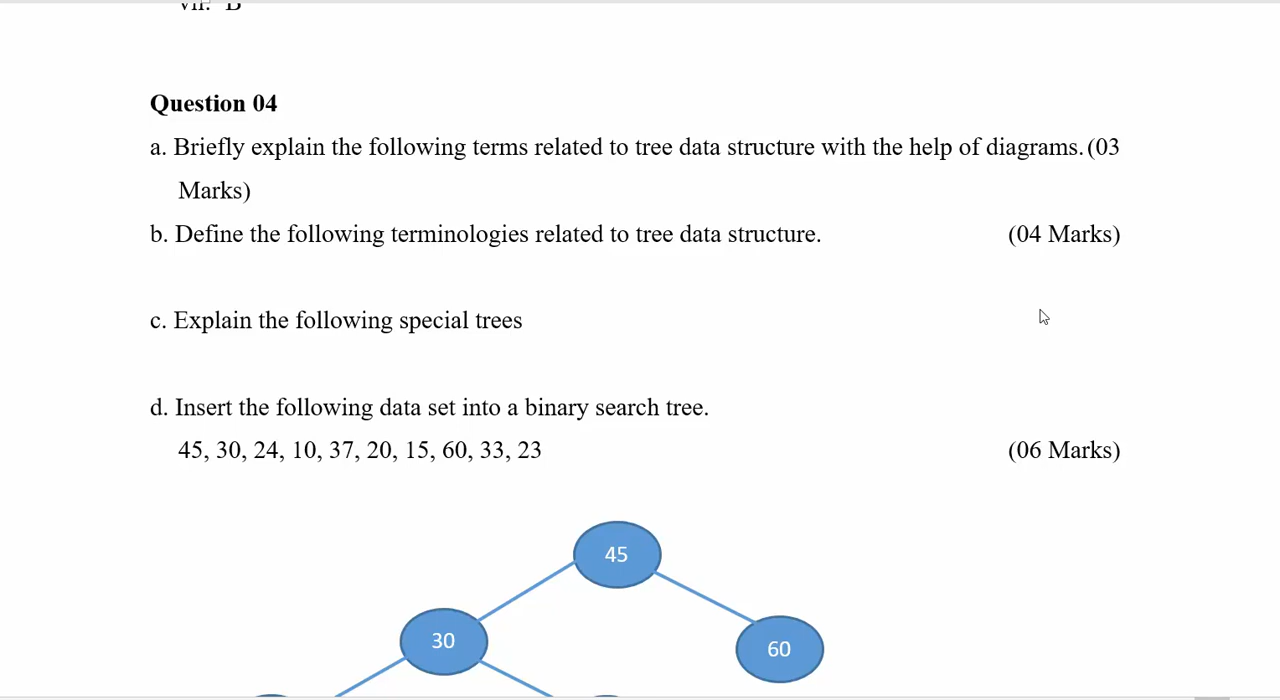 Question 04
a. Briefly explain the following terms related to tree data structure with the help of diagrams. (03
Marks)
b. Define the following terminologies related to tree data structure. (04 Marks)
c. Explain the following special trees
d. Insert the following data set into a binary search tree.
45, 30, 24, 10, 37, 20, 15, 60, 33, 23 (06 Marks)
45
30
60